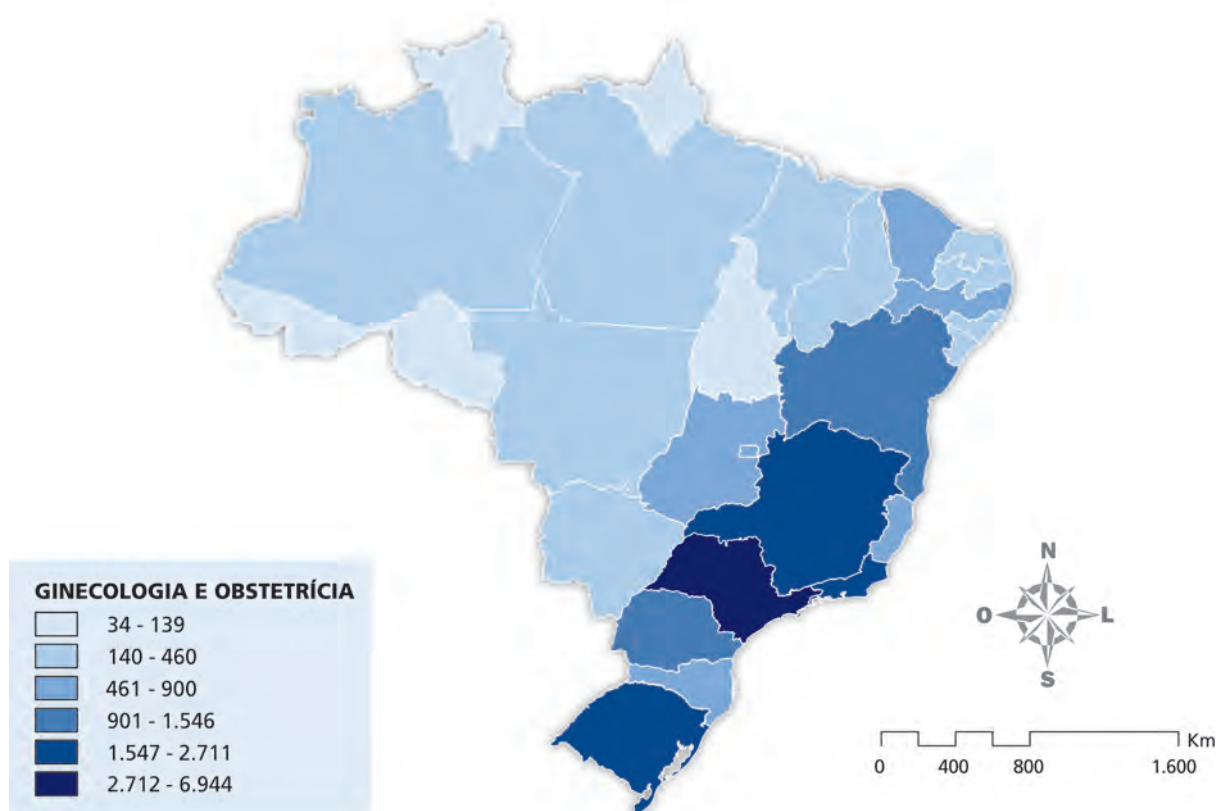 GINECOLOGIA E OBSTETRÍCIA
34 - 139
140 - 460
461 - 900
901 - 1.546
1.547 - 2.711
2.712 - 6.944
N
O L
S
Km
0 400 800 1.600